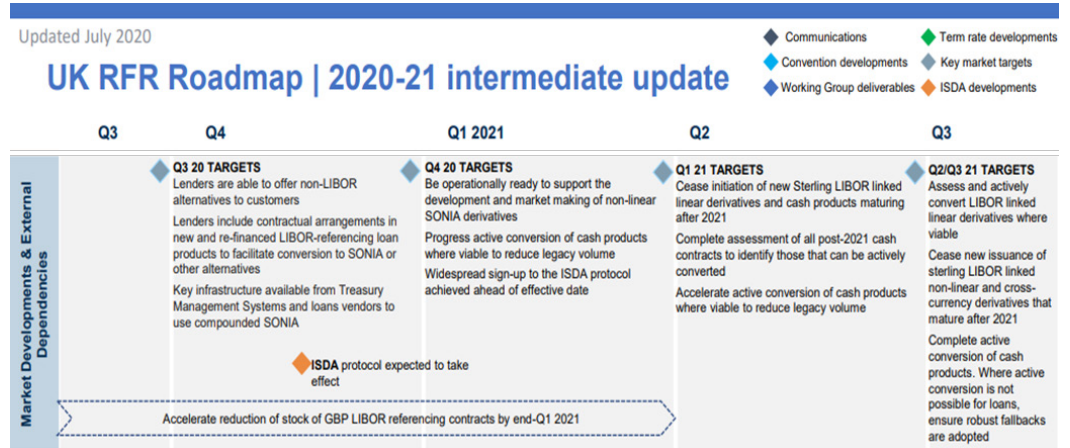 Updated July 2020
UK RFR Roadmap | 2020-21 intermediate update
Communications
Term rate developments
Convention developments
Key market targets
Working Group deliverables
ISDA developments
Q3
Q4
Q1 2021
Q2
Q3
Market Developments & External
Dependencies
Q3 20 TARGETS
Lenders are able to offer non-LIBOR
alternatives to customers
Lenders include contractual arrangements in
new and re-financed LIBOR-referencing loan
products to facilitate conversion to SONIA or
other alternatives
Key infrastructure available from Treasury
Management Systems and loans vendors to
use compounded SONIA
Q4 20 TARGETS
Be operationally ready to support the
development and market making of non-linear
SONIA derivatives
Progress active conversion of cash products
where viable to reduce legacy volume
Widespread sign-up to the ISDA protocol
achieved ahead of effective date
Q1 21 TARGETS
Cease initiation of new Sterling LIBOR linked
linear derivatives and cash products maturing
after 2021
Complete assessment of all post-2021 cash
contracts to identify those that can be actively
converted
Accelerate active conversion of cash products
where viable to reduce legacy volume
Q2/Q3 21 TARGETS
Assess and actively
convert LIBOR linked
linear derivatives where
viable
Cease new issuance of
sterling LIBOR linked
non-linear and cross-
currency derivatives that
mature after 2021
Complete active
conversion of cash
products. Where active
conversion is not
possible for loans,
ensure robust fallbacks
are adopted
ISDA protocol expected to take
effect
Accelerate reduction of stock of GBP LIBOR referencing contracts by end-Q1 2021